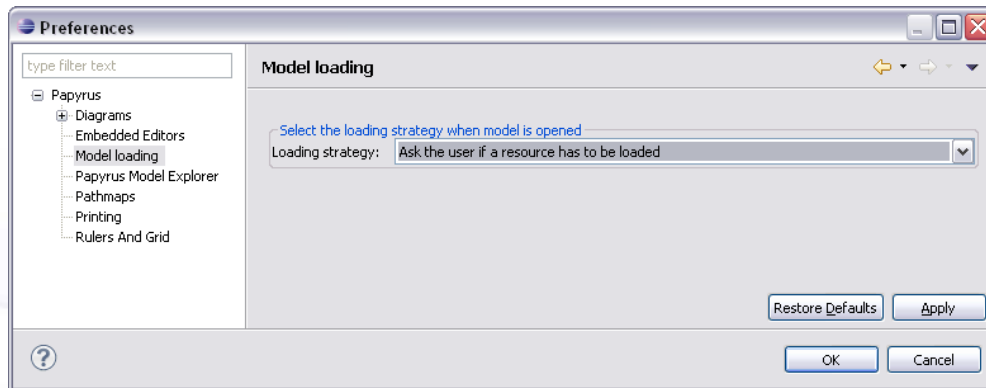 Preferences
type filter text
Model loading
Papyrus
Diagrams
Embedded Editors
Model loading
Papyrus Model Explorer
Pathmaps
Printing
Rulers And Grid
Select the loading strategy when model is opened
Loading strategy: Ask the user if a resource has to be loaded
Restore Defaults Apply
? OK Cancel